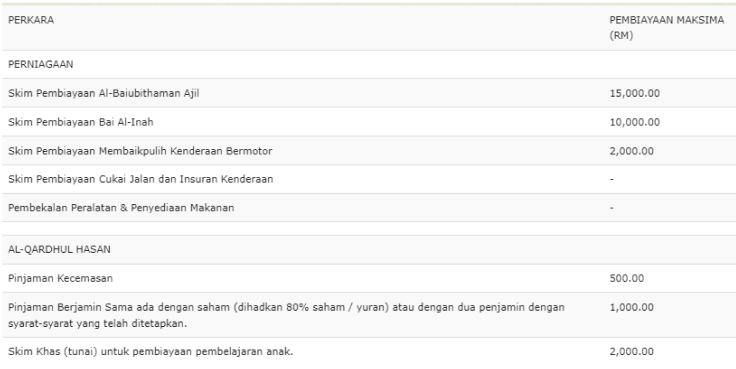 PERKARA PEMBIAYAAN MAKSIMA
(RM)
PERNIAGAAN
Skim Pembiayaan Al-Baiubithaman Ajil 15,000.00
Skim Pembiayaan Bai Al-Inah 10,000.00
Skim Pembiayaan Membaikpulih Kenderaan Bermotor 2,000.00
Skim Pembiayaan Cukai Jalan dan Insuran Kenderaan -
Pembekalan Peralatan & Penyediaan Makanan -
AL-QARDHUL HASAN
Pinjaman Kecemasan 500.00
Pinjaman Berjamin Sama ada dengan saham (dihadkan 80% saham / yuran) atau dengan dua penjamin dengan 1,000.00
syarat-syarat yang telah ditetapkan.
Skim Khas (tunai) untuk pembiayaan pembelajaran anak. 2,000.00